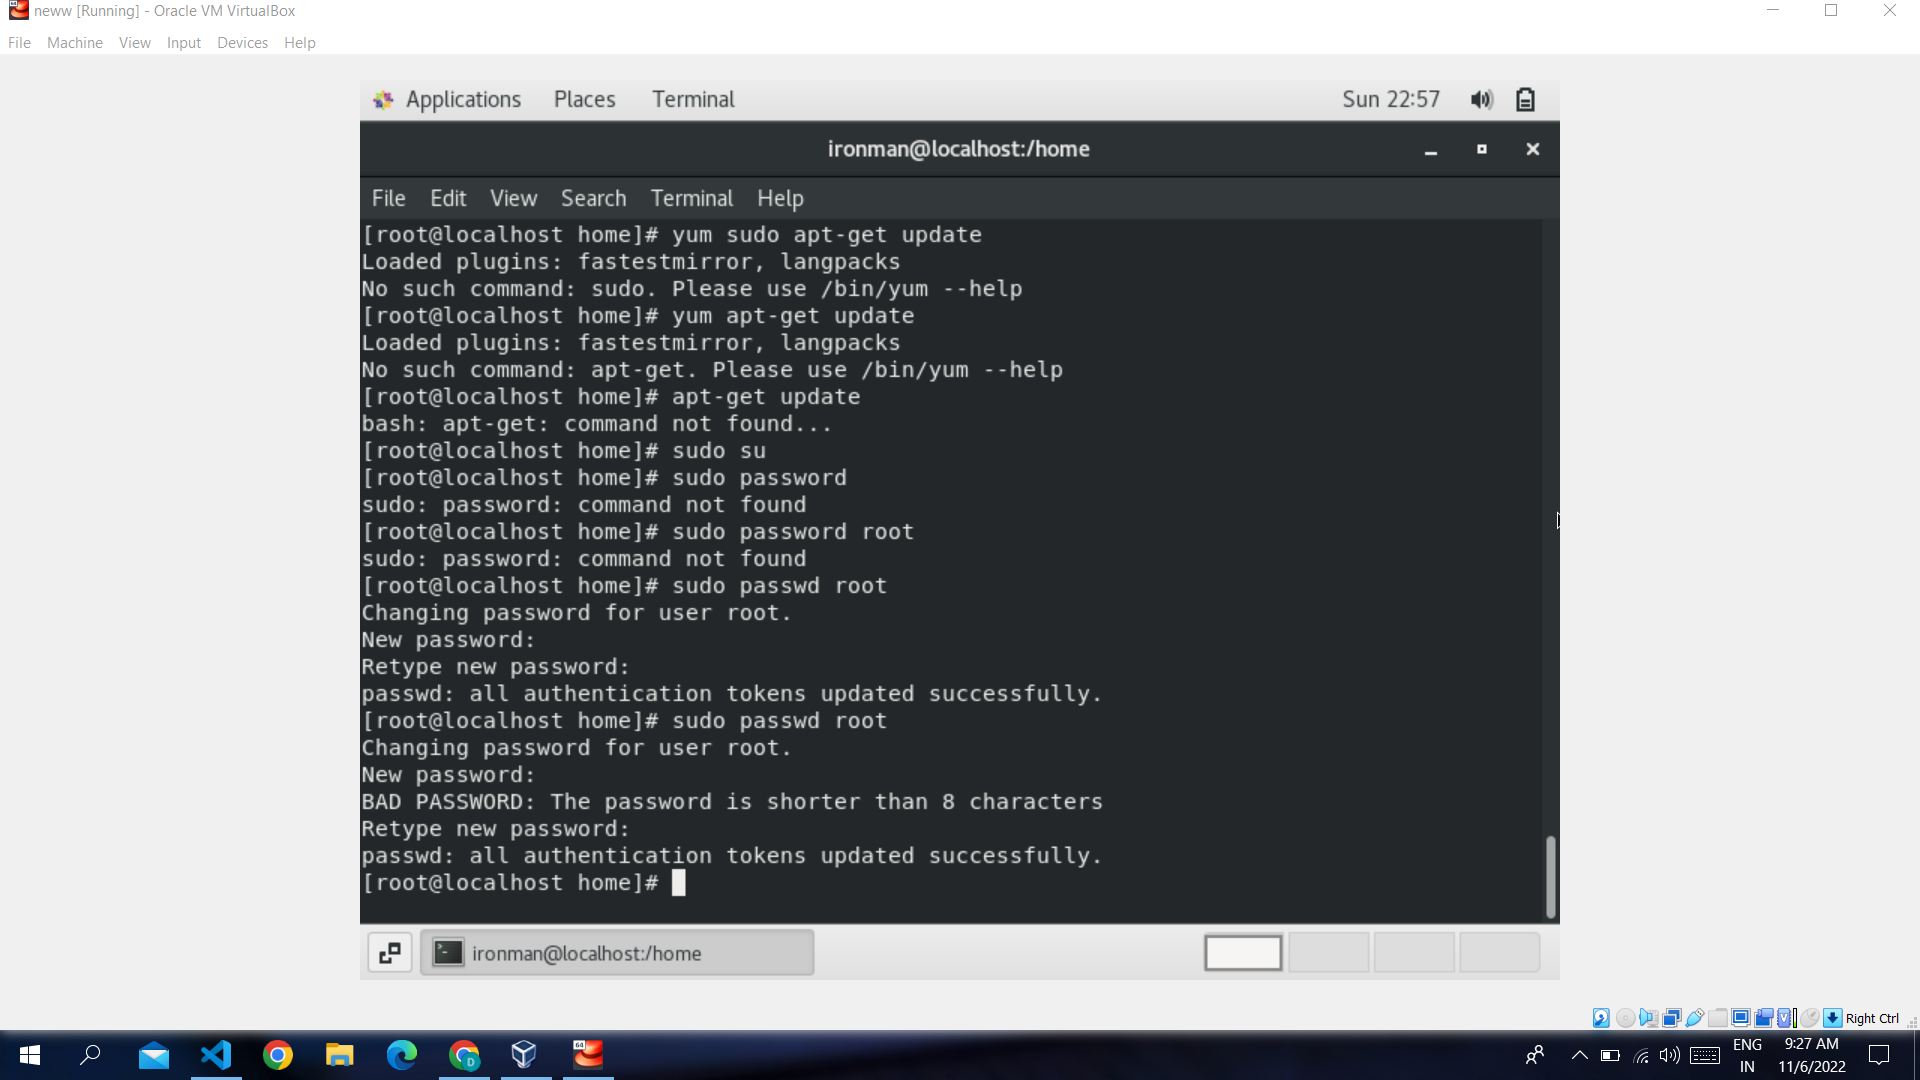 neww [Running] - Oracle VM VirtualBox
File Machine View Input Devices Help
Applications Places Terminal Sun 22:57
ironman@localhost:/home
File Edit View Search Terminal Help
[root@localhost home]# yum sudo apt-get update
Loaded plugins: fastestmirror, langpacks
No such command: sudo. Please use /bin/yum --help
[root@localhost home]# yum apt-get update
Loaded plugins: fastestmirror, langpacks
No such command: apt-get. Please use /bin/yum --help
[root@localhost home]# apt-get update
bash: apt-get: command not found...
[root@localhost home]# sudo su
[root@localhost home]# sudo password
sudo: password: command not found
[root@localhost home]# sudo password root
sudo: password: command not found
[root@localhost home]# sudo passwd root
Changing password for user root.
New password:
Retype new password:
passwd: all authentication tokens updated successfully.
[root@localhost home]# sudo passwd root
Changing password for user root.
New password:
BAD PASSWORD: The password is shorter than 8 characters
Retype new password:
passwd: all authentication tokens updated successfully.
[root@localhost home]#
ironman@localhost:/home
Right Ctrl
64
D
ENG
IN
9:27 AM
11/6/2022